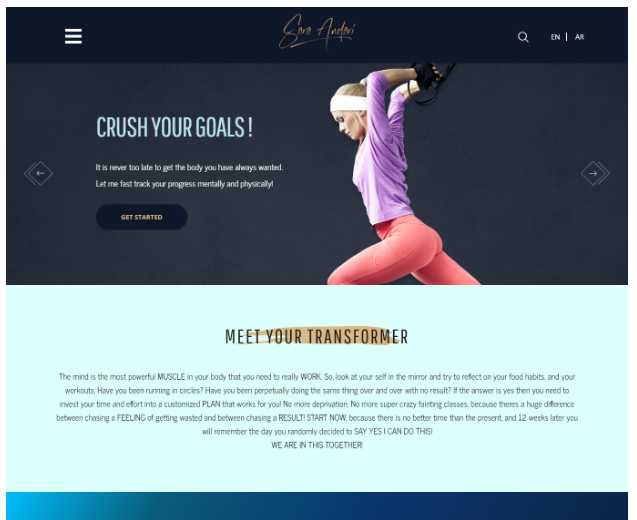 Sara Andari
EN | AR
CRUSH YOUR GOALS !
It is never too late to get the body you have always wanted.
Let me fast track your progress mentally and physically!
GET STARTED
MEET YOUR TRANSFORMER
The mind is the most powerful MUSCLE in your body that you need to really WORK. So, look at your self in the mirror and try to reflect on your food habits, and your
workouts. Have you been running in circles? Have you been perpetually doing the same thing over and over with no result? If the answer is yes then you need to
invest your time and effort into a customized PLAN that works for you! No more deprivation. No more super crazy fainting classes, because theres a huge difference
between chasing a FEELING of getting wasted and between chasing a RESULT! START NOW, because there is no better time than the present, and 12 weeks later you
will remember the day you randomly decided to SAY YES I CAN DO THIS!
WE ARE IN THIS TOGETHER!